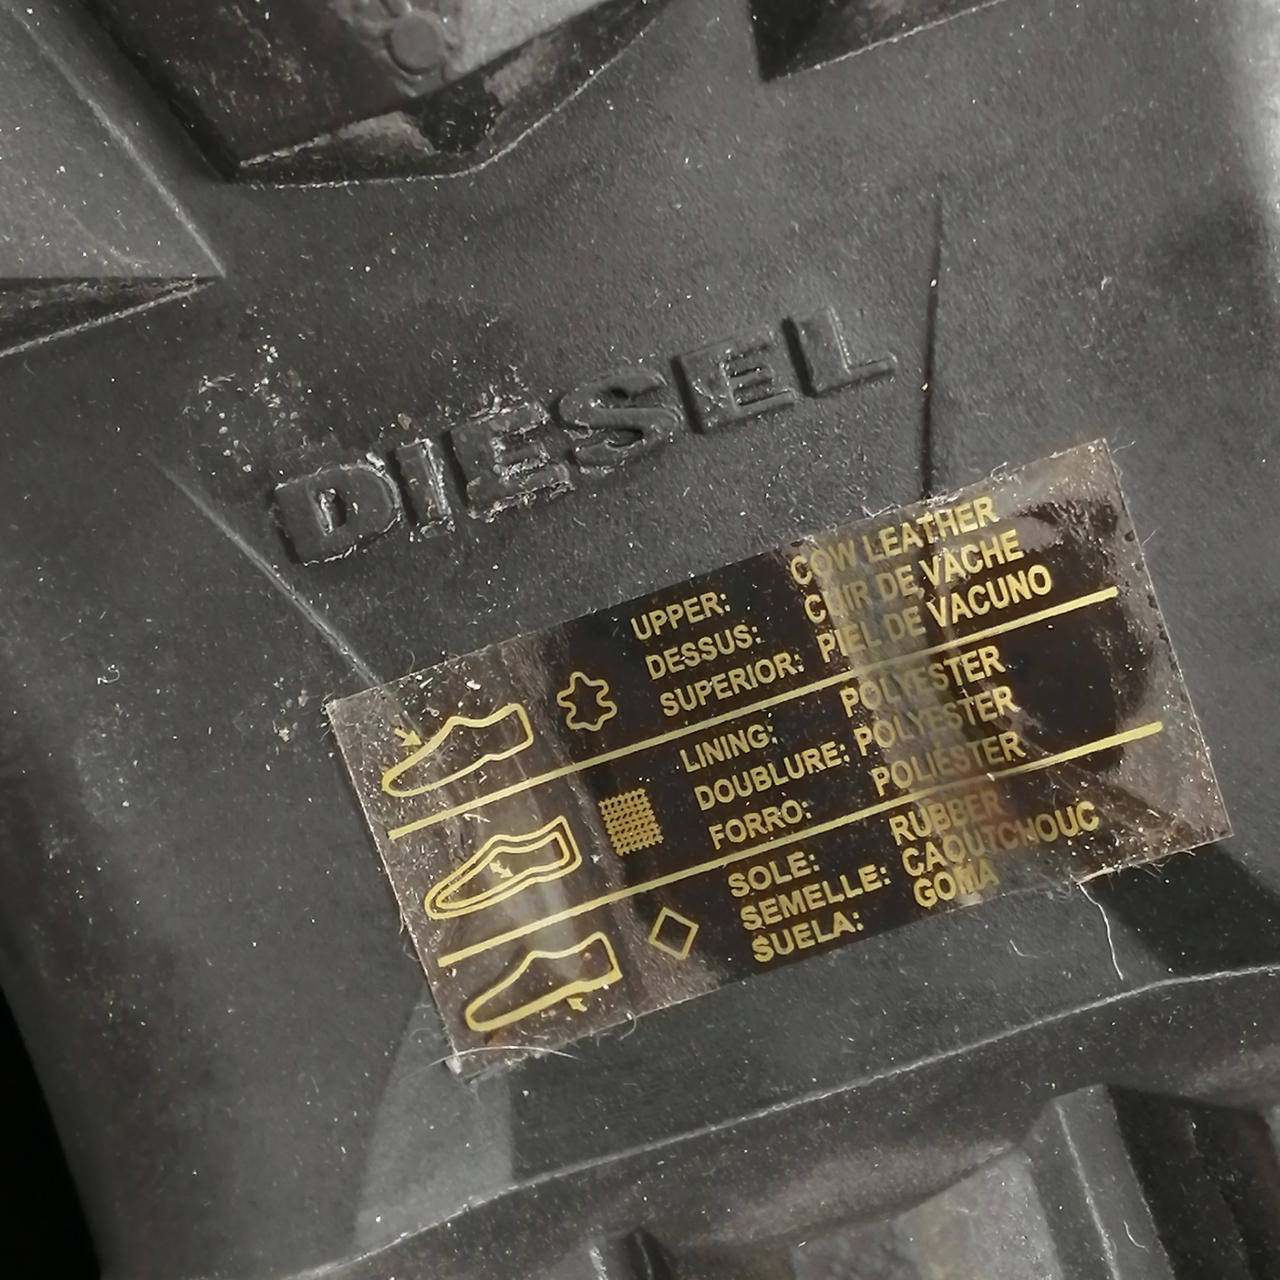 DIESEL
UPPER: COW LEATHER
DESSUS: CUIR DE VACHE
SUPERIOR: PIEL DE VACUNO
LINING: POLYESTER
DOUBLURE: POLYESTER
FORRO: POLIÉSTER
SOLE: RUBBER
SEMELLE: CAOUTCHOUC
SUELA: GOMA